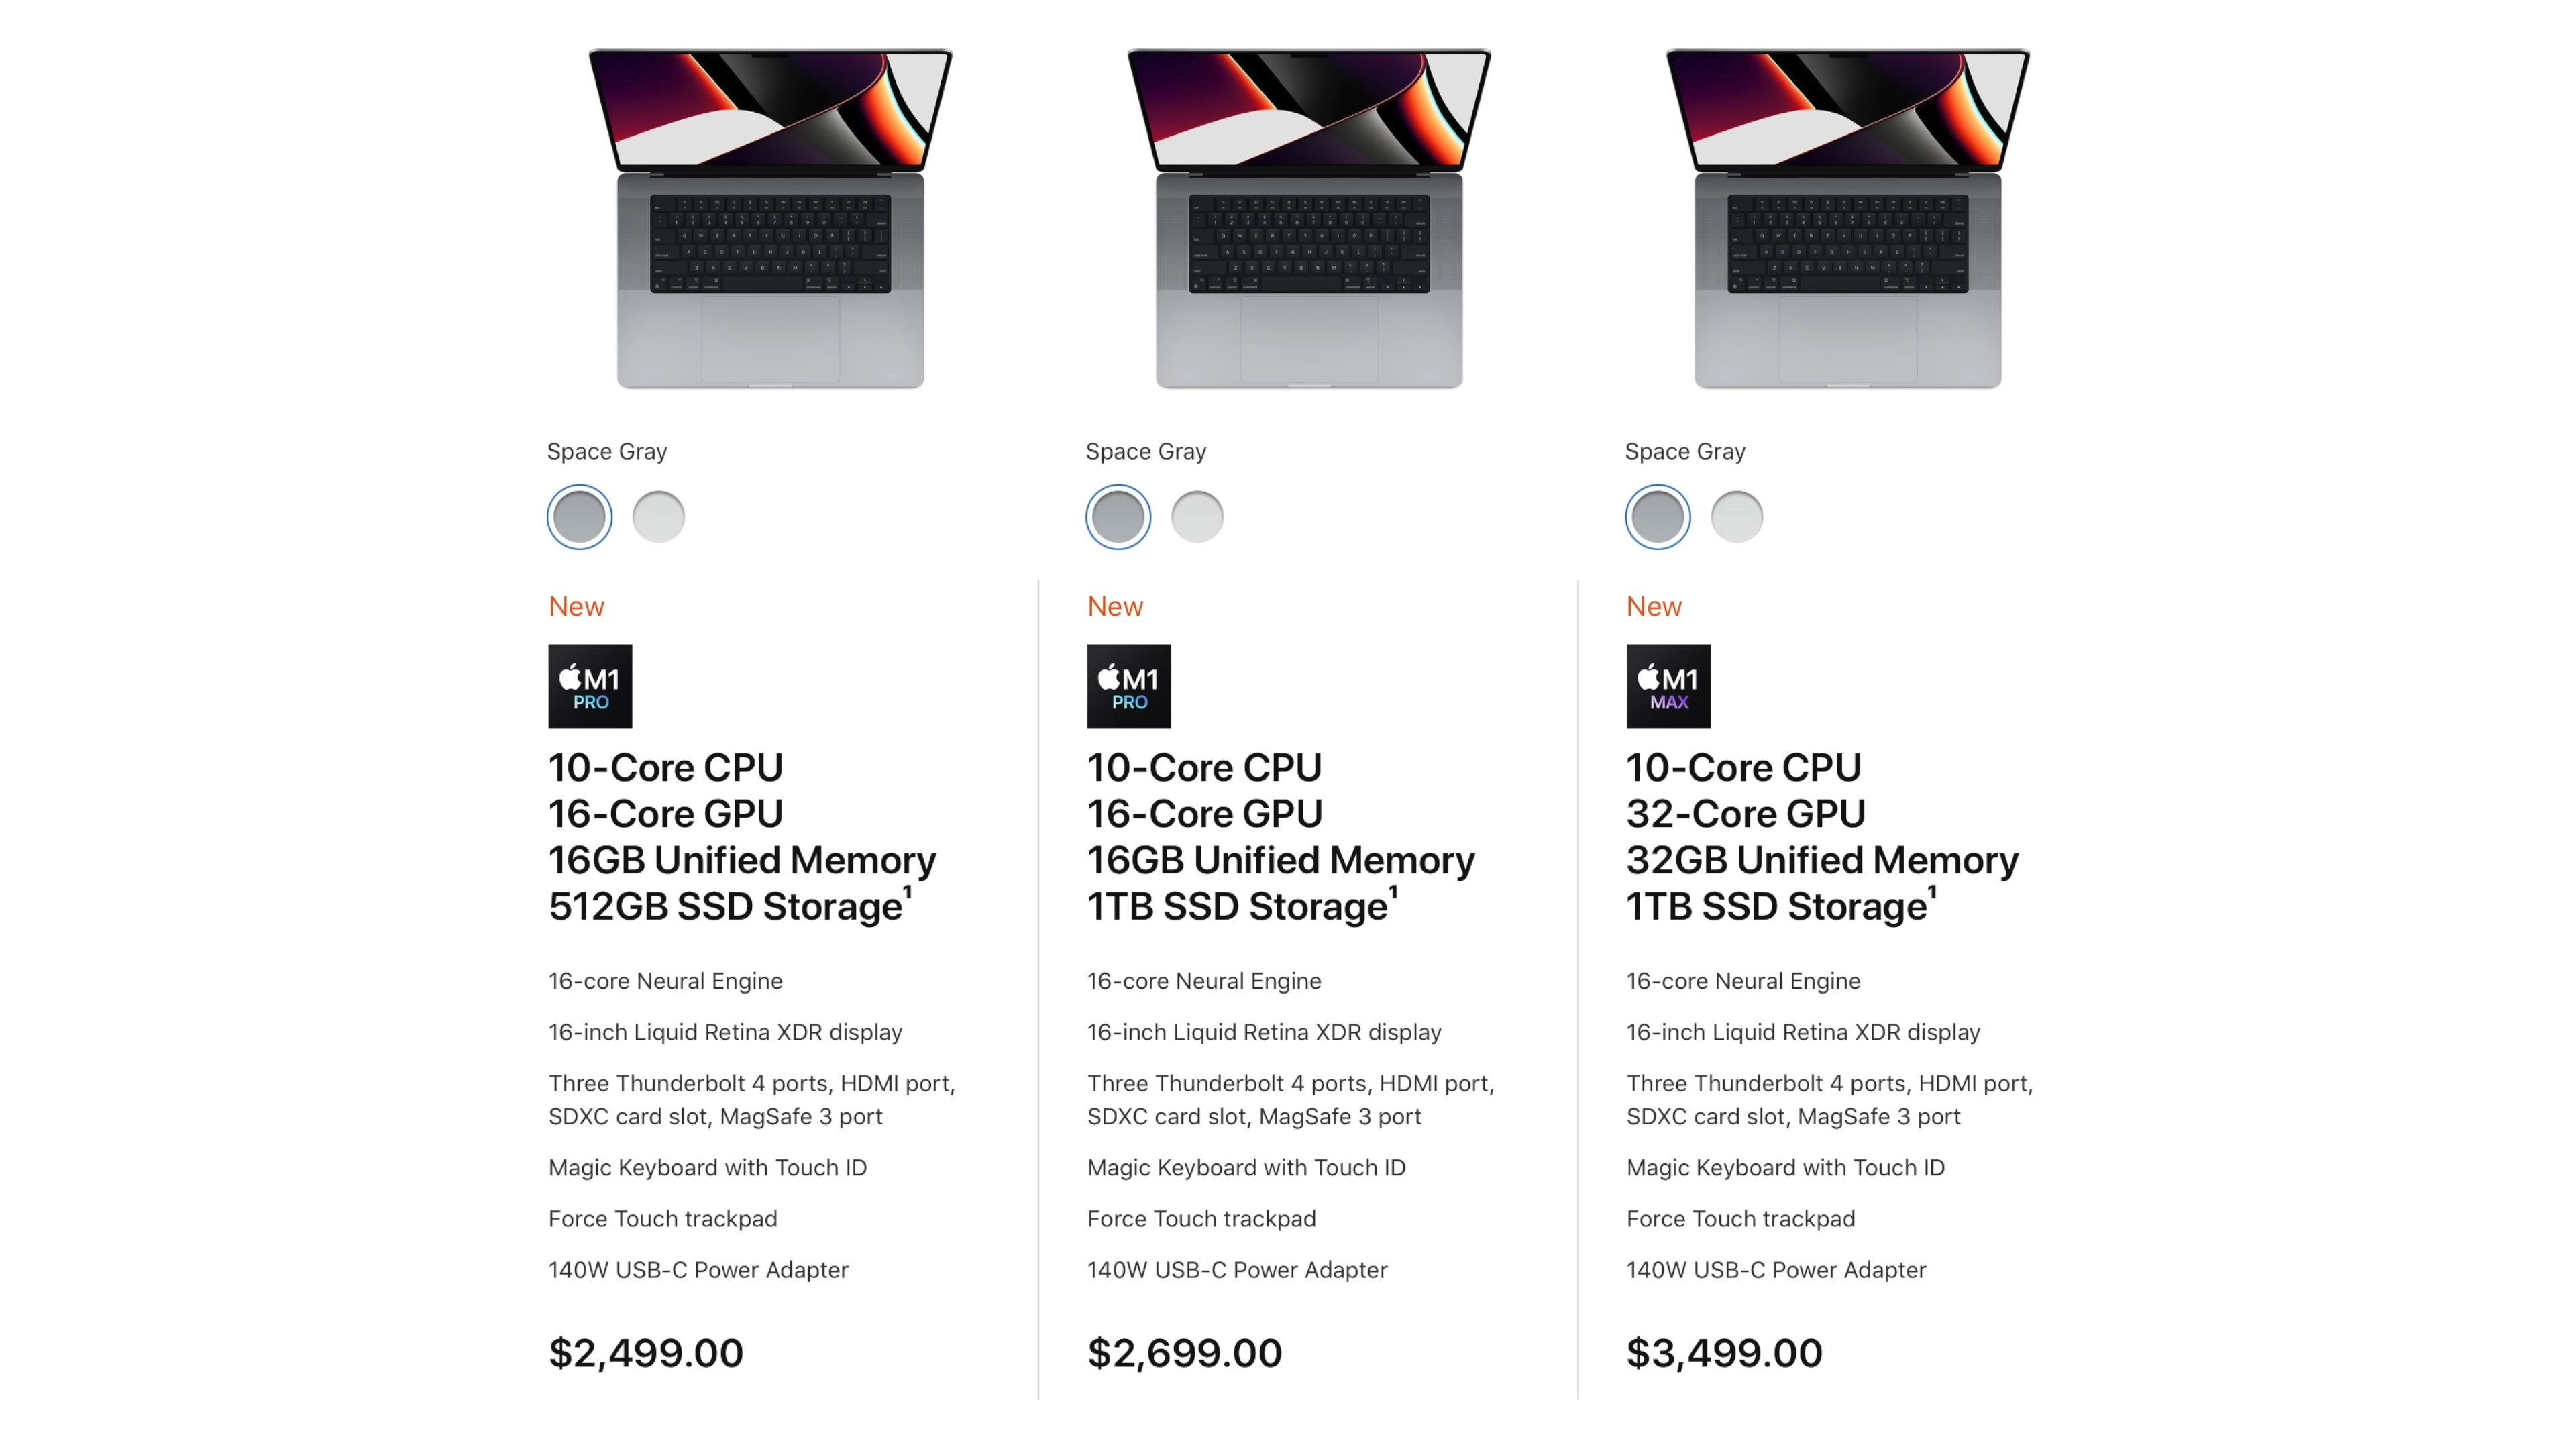 Space Gray
New
M1
PRO
10-Core CPU
16-Core GPU
16GB Unified Memory
512GB SSD Storage¹
16-core Neural Engine
16-inch Liquid Retina XDR display
Three Thunderbolt 4 ports, HDMI port,
SDXC card slot, MagSafe 3 port
Magic Keyboard with Touch ID
Force Touch trackpad
140W USB-C Power Adapter
$2,499.00
Space Gray
New
M1
PRO
10-Core CPU
16-Core GPU
16GB Unified Memory
1TB SSD Storage¹
16-core Neural Engine
16-inch Liquid Retina XDR display
Three Thunderbolt 4 ports, HDMI port,
SDXC card slot, MagSafe 3 port
Magic Keyboard with Touch ID
Force Touch trackpad
140W USB-C Power Adapter
$2,699.00
Space Gray
New
M1
MAX
10-Core CPU
32-Core GPU
32GB Unified Memory
1TB SSD Storage¹
16-core Neural Engine
16-inch Liquid Retina XDR display
Three Thunderbolt 4 ports, HDMI port,
SDXC card slot, MagSafe 3 port
Magic Keyboard with Touch ID
Force Touch trackpad
140W USB-C Power Adapter
$3,499.00